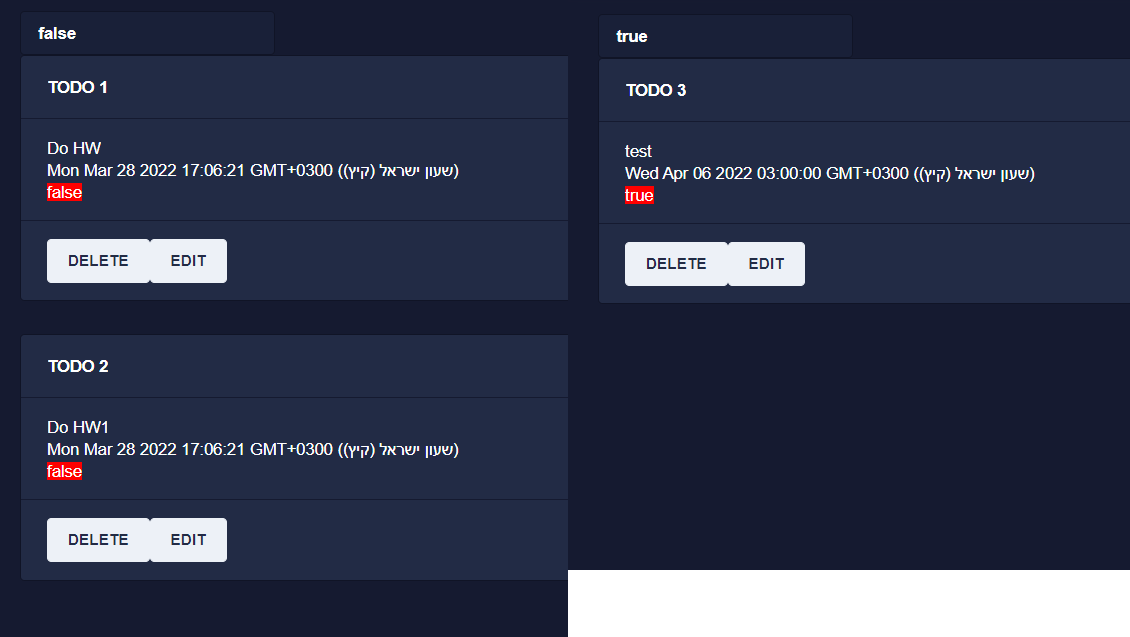 false
TODO 1
Do HW
Mon Mar 28 2022 17:06:21 GMT+0300 (שעון ישראל (קיץ))
false
DELETE EDIT
TODO 2
Do HW1
Mon Mar 28 2022 17:06:21 GMT+0300 (שעון ישראל (קיץ))
false
DELETE EDIT
true
TODO 3
test
Wed Apr 06 2022 03:00:00 GMT+0300 (שעון ישראל (קיץ))
true
DELETE EDIT